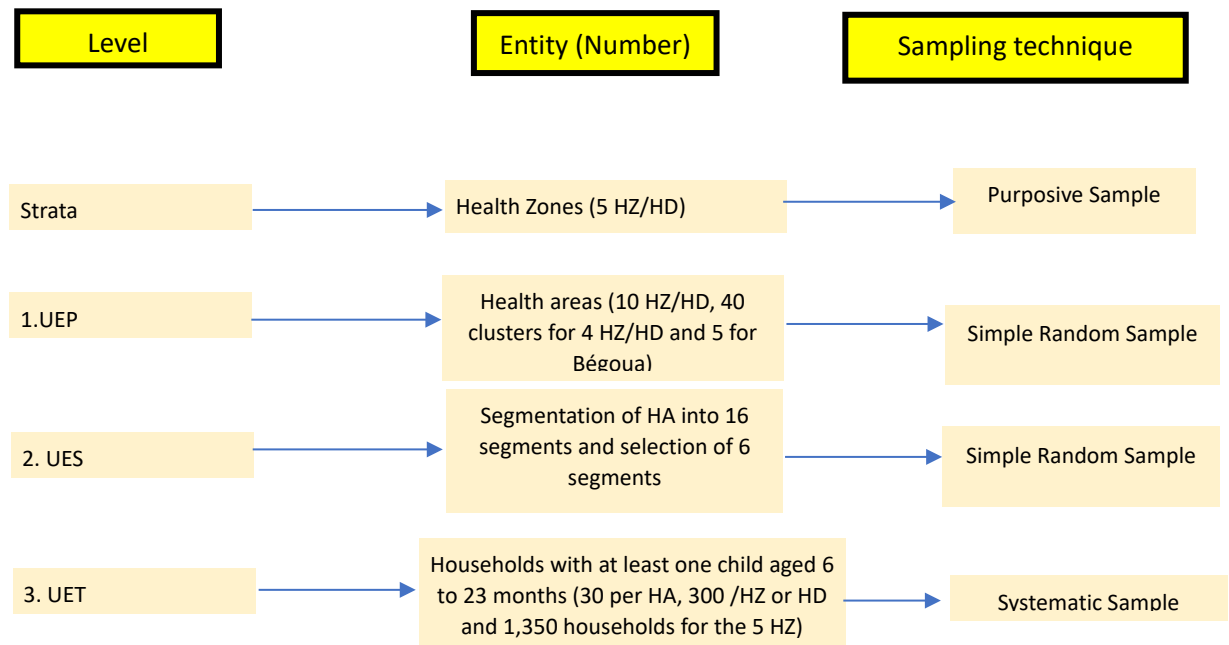 Level
Entity (Number)
Sampling technique
Strata
Health Zones (5 HZ/HD)
Purposive Sample
1.UEP
Health areas (10 HZ/HD, 40
clusters for 4 HZ/HD and 5 for
Bégoua)
Simple Random Sample
2. UES
Segmentation of HA into 16
segments and selection of 6
segments
Simple Random Sample
3. UET
Households with at least one child aged 6
to 23 months (30 per HA, 300 /HZ or HD
and 1,350 households for the 5 HZ)
Systematic Sample